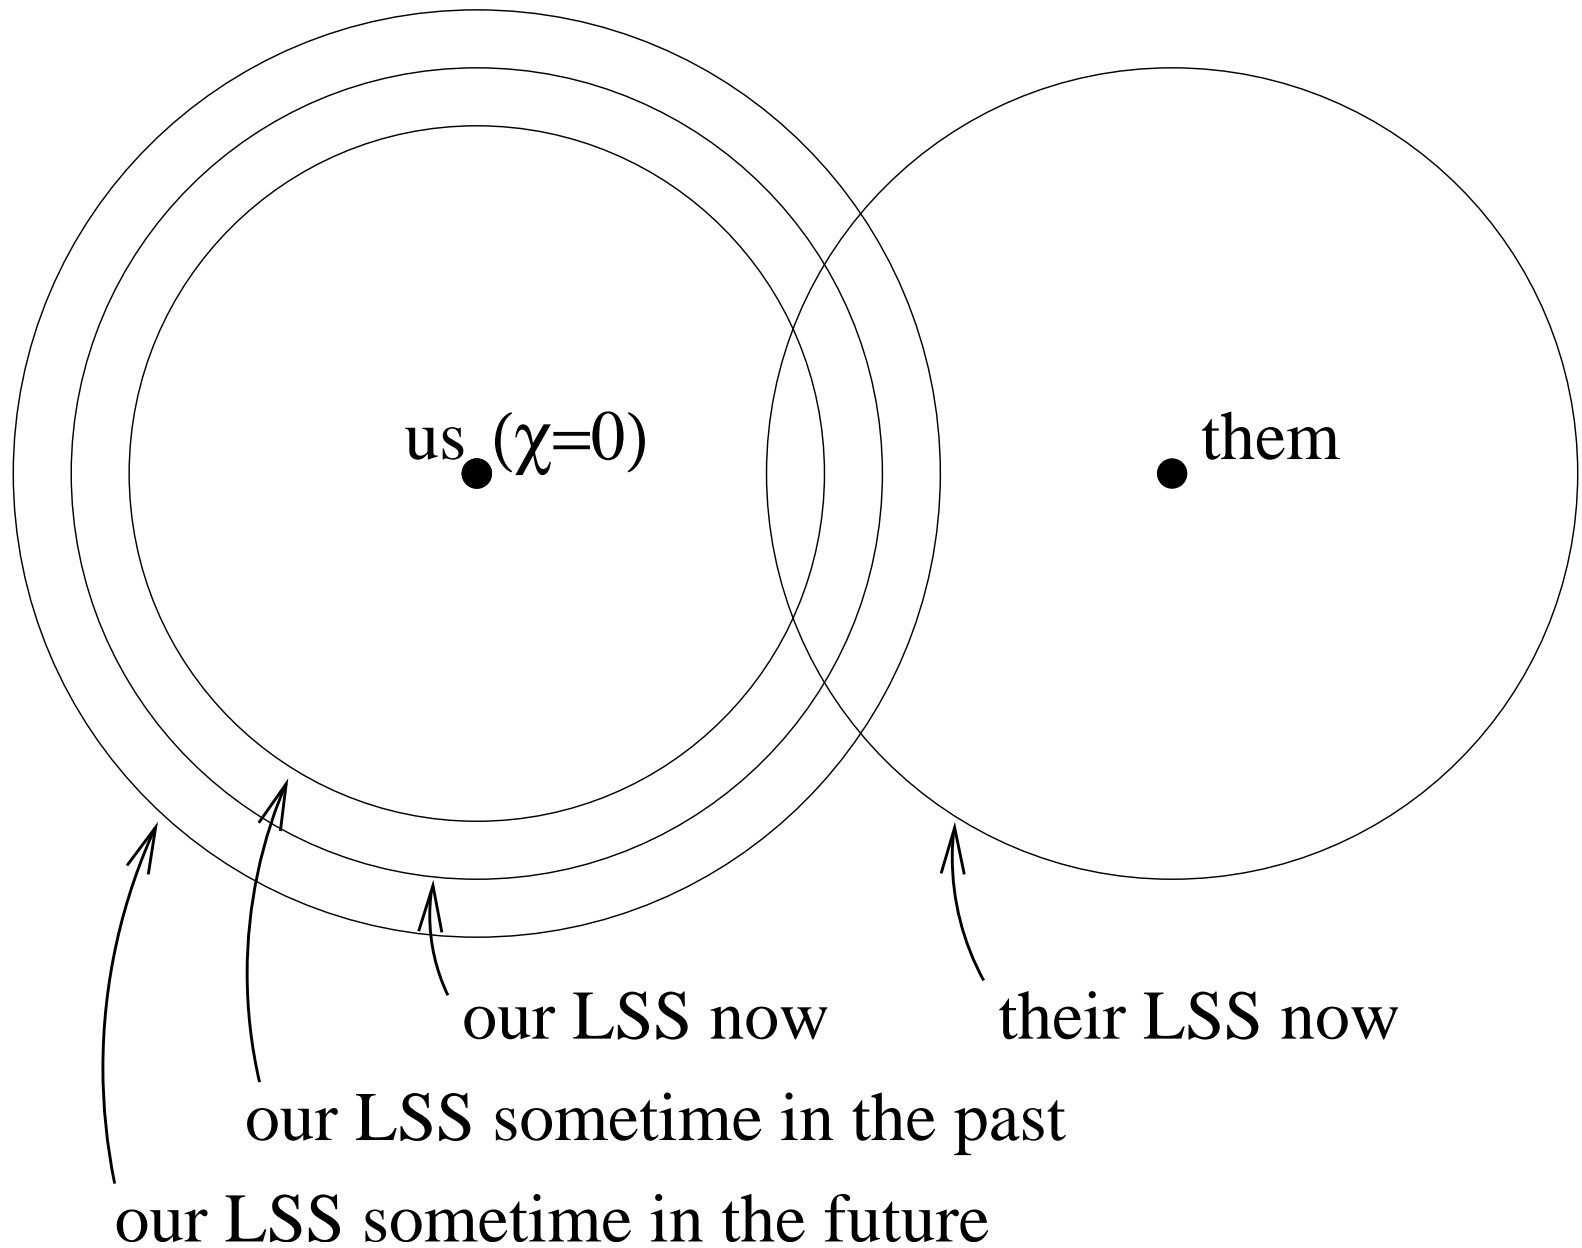 us (χ=0)
them
our LSS now
their LSS now
our LSS sometime in the past
our LSS sometime in the future